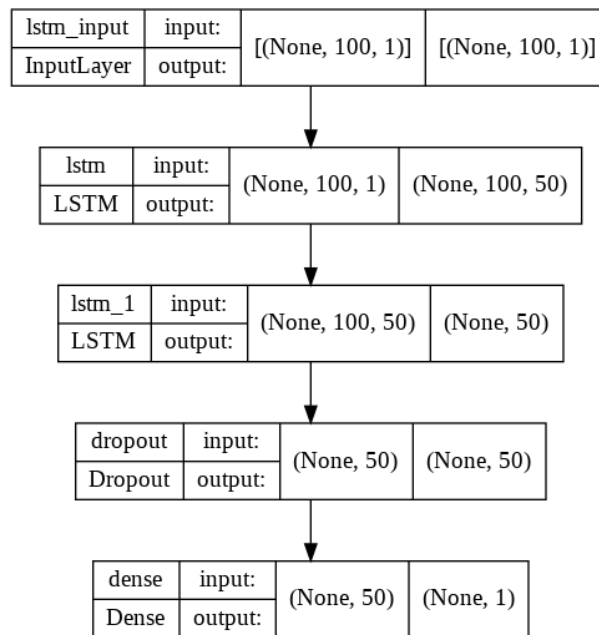 lstm_input input: [(None, 100, 1)] [(None, 100, 1)]
InputLayer output:
lstm input: (None, 100, 1) (None, 100, 50)
LSTM output:
lstm_1 input: (None, 100, 50) (None, 50)
LSTM output:
dropout input: (None, 50) (None, 50)
Dropout output:
dense input: (None, 50) (None, 1)
Dense output: